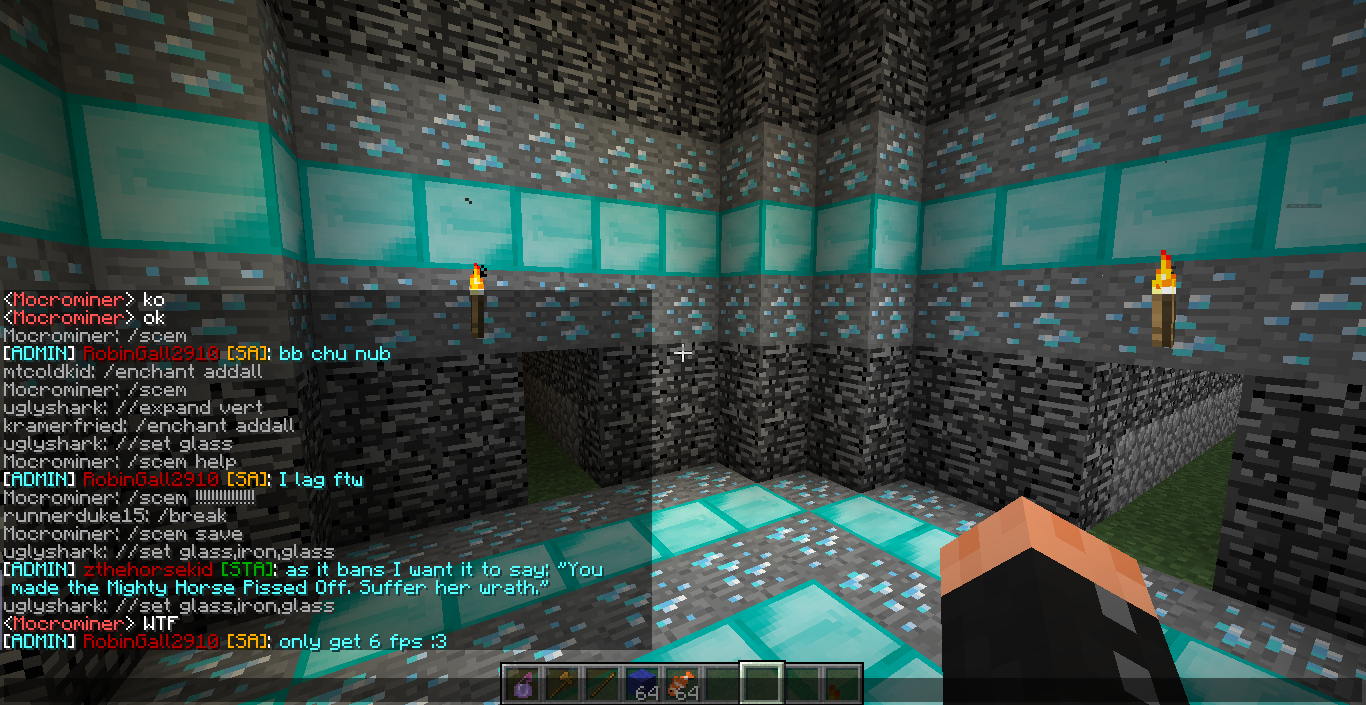 <Mocrominer> ko
<Mocrominer> ok
Mocrominer: /scem
[ADMIN] RobinGall2910 [SA]: bb chu nub
mtcoldkid: /enchant addall
Mocrominer: /scem
uglyshark: //expand vert
kramerfried: /enchant addall
uglyshark: //set glass
Mocrominer: /scem help
[ADMIN] RobinGall2910 [SA]: I lag ftw
Mocrominer: /scem !!!!!!!!!!!!!!!
runnerduke15: /break
Mocrominer: /scem save
uglyshark: //set glass,iron,glass
[ADMIN] zthehorsekid [STA]: as it bans I want it to say: "You
made the Mighty Horse Pissed Off. Suffer her wrath."
uglyshark: //set glass,iron,glass
<Mocrominer> WTF
[ADMIN] RobinGall2910 [SA]: only get 6 fps :3
64 64